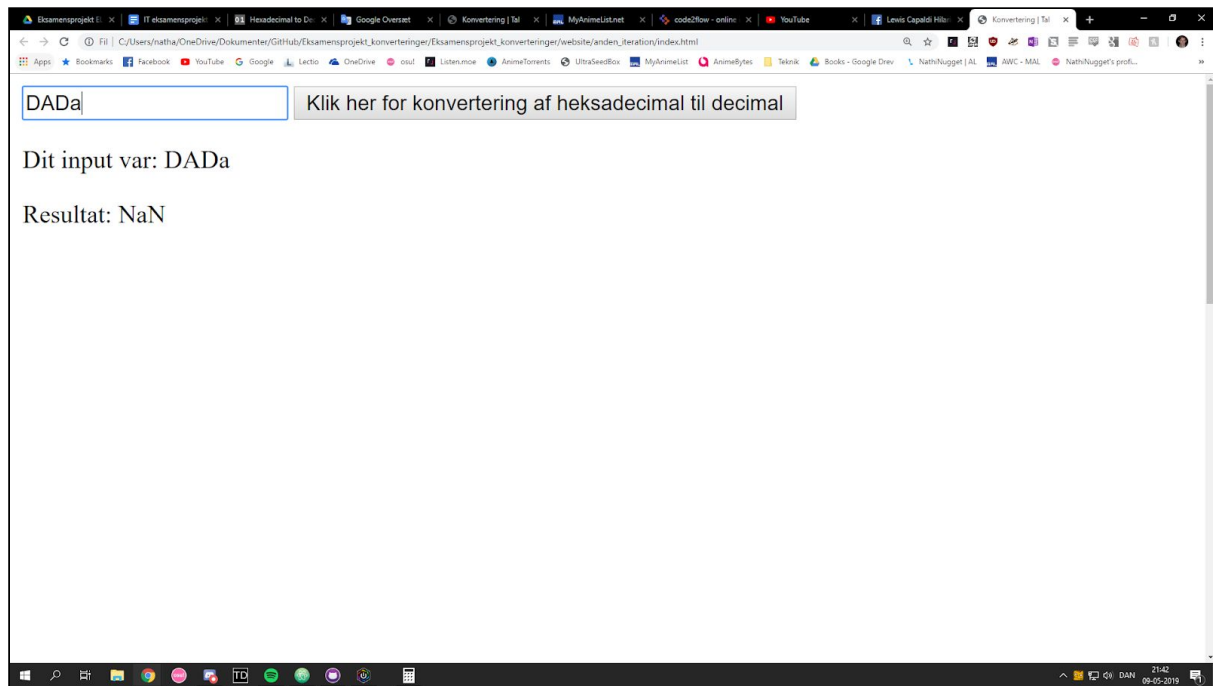 Eksamensprojekt E
IT eksamensprojekt
01 Hexadecimal to De
Google Oversæt
Konvertering | Tal
MyAnimeList.net
code2flow - online
YouTube
Lewis Capaldi Hilar
Konvertering | Tal
Fil | C:/Users/natha/OneDrive/Dokumenter/GitHub/Eksamensprojekt_konverteringer/Eksamensprojekt_konverteringer/website/anden_iteration/index.html
Apps Bookmarks Facebook YouTube Google Lectio OneDrive osu! Listen.moe AnimeTorrents UltraSeedBox MyAnimeList AnimeBytes Teknik Books - Google Drev NathiNugget | AL AWC - MAL NathiNugget's profi...
DADa Klik her for konvertering af heksadecimal til decimal
Dit input var: DADa
Resultat: NaN
TD
DAN
21:42
09-05-2019